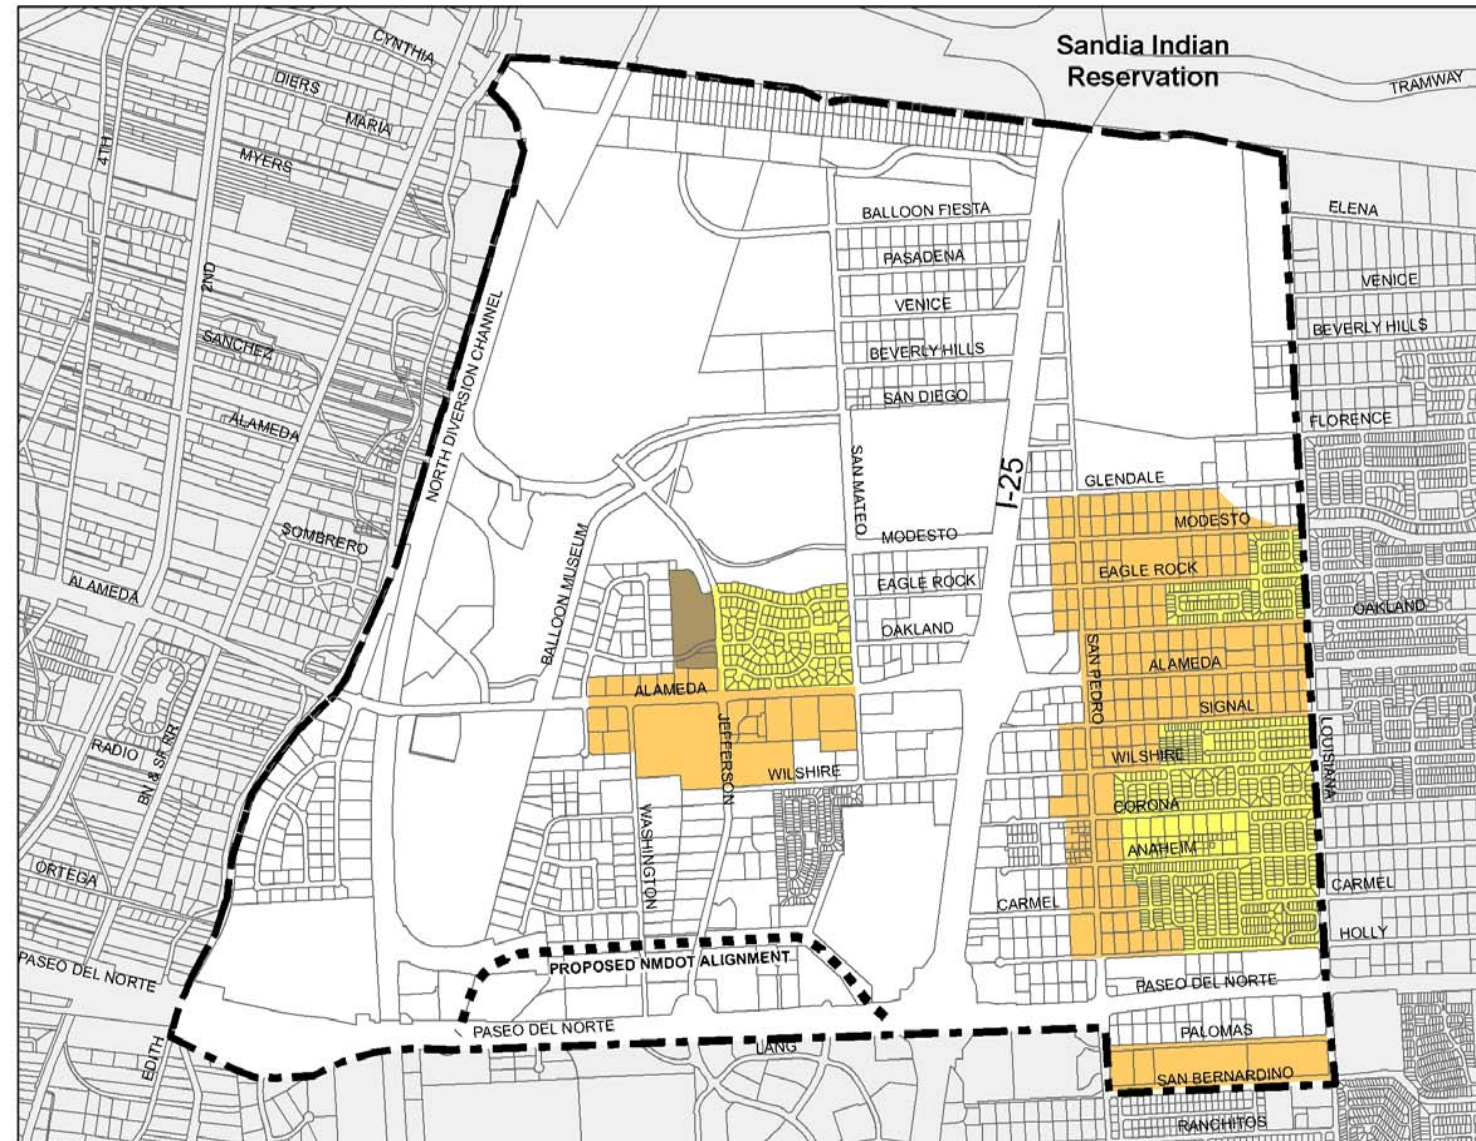 Sandia Indian
Reservation
TRAMWAY
CYNTHIA
DIERS
MARIA
4TH
MYERS
2ND
ELENA
BALLOON FIESTA
PASADENA
VENICE
VENICE
BEVERLY HILLS
BEVERLY HILLS
SANCHEZ
SAN DIEGO
NORTH DIVERSION CHANNEL
ALAMEDA
FLORENCE
SAN MATEO
I-25
GLENDALE
MODESTO
MODESTO
SOMBRERO
BALLOON MUSEUM
EAGLE ROCK
EAGLE ROCK
ALAMEDA
OAKLAND
OAKLAND
SAN PEDRO
ALAMEDA
ALAMEDA
SIGNAL
JEFFERSON
LOUISIANA
RADIO
BN & SF RR
WILSHIRE
WILSHIRE
CORONA
WASHINGTON
ANAHEIM
ORTEGA
CARMEL
CARMEL
HOLLY
PASEO DEL NORTE
PROPOSED NMDOT ALIGNMENT
PASEO DEL NORTE
PASEO DEL NORTE
PALOMAS
EDITH
LANG
SAN BERNARDINO
RANCHITOS